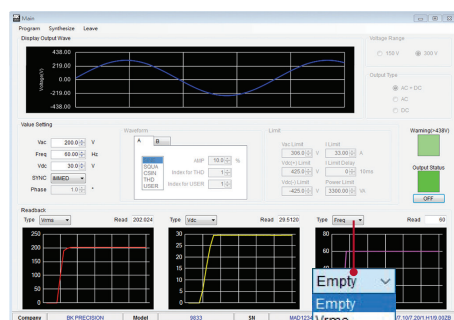 Main
Program Synthesize Leave
Display Output Wave
Voltage(V)
438.00
219.00
0.00
-219.00
-438.00
Voltage Range
150 V
300 V
Output Type
AC + DC
AC
DC
Value Setting
Vac 200.0 V
Freq 60.00 Hz
Vdc 30.0 V
SYNC IMMED
Phase 1.0 °
Waveform
A B
SQUA
CSIN
THD
USER
AMP 10.0 %
Index for THD 1
Index for USER 1
Limit
Vac Limit I Limit
306.0 V 33.00 A
Vdc(+) Limit I Limit Delay
425.0 V 0 10ms
Vdc(-) Limit Power Limit
-425.0 V 3300.00 VA
Warning(>438V)
Output Status
OFF
Readback
Type Vrms Read 202.024
250
200
150
100
50
0
Type Vdc Read 29.5120
30
25
20
15
10
5
0
Type Freq Read 60
80
60
Empty
Empty
Vrms
Company BK PRECISION Model 9833 SN MAD1234